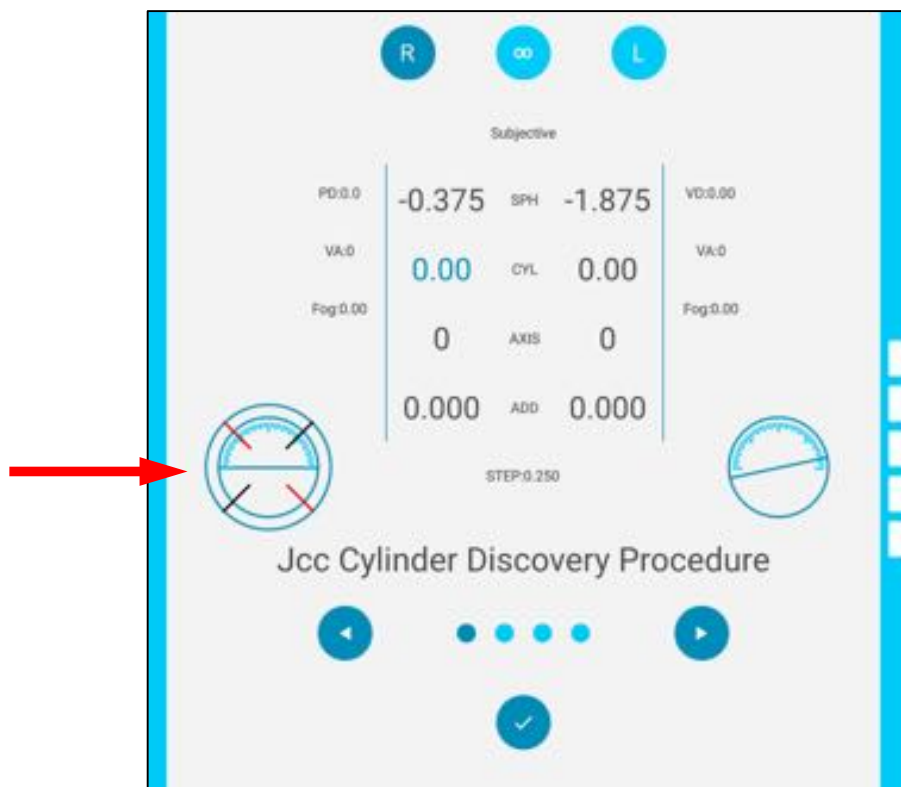 R ∞ L
Subjective
PD:0.0 -0.375 SPH -1.875 VD:0.00
VA:0 0.00 CYL 0.00 VA:0
Fog:0.00 Fog:0.00
0 AXIS 0
0.000 ADD 0.000
STEP:0.250
Jcc Cylinder Discovery Procedure